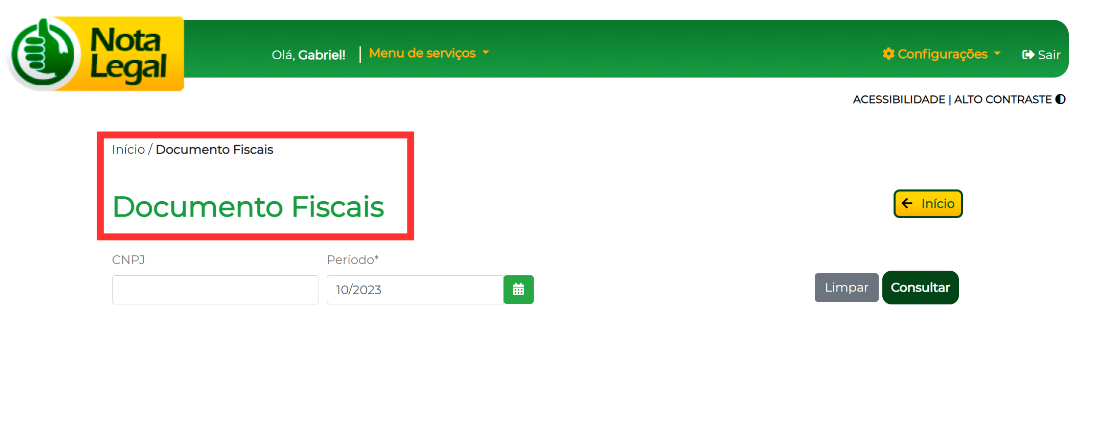 Nota
Legal
Olá, Gabriel! Menu de serviços Configurações Sair
ACESSIBILIDADE | ALTO CONTRASTE
Início / Documento Fiscais
Documento Fiscais
Início
CNPJ Período*
10/2023 Limpar Consultar